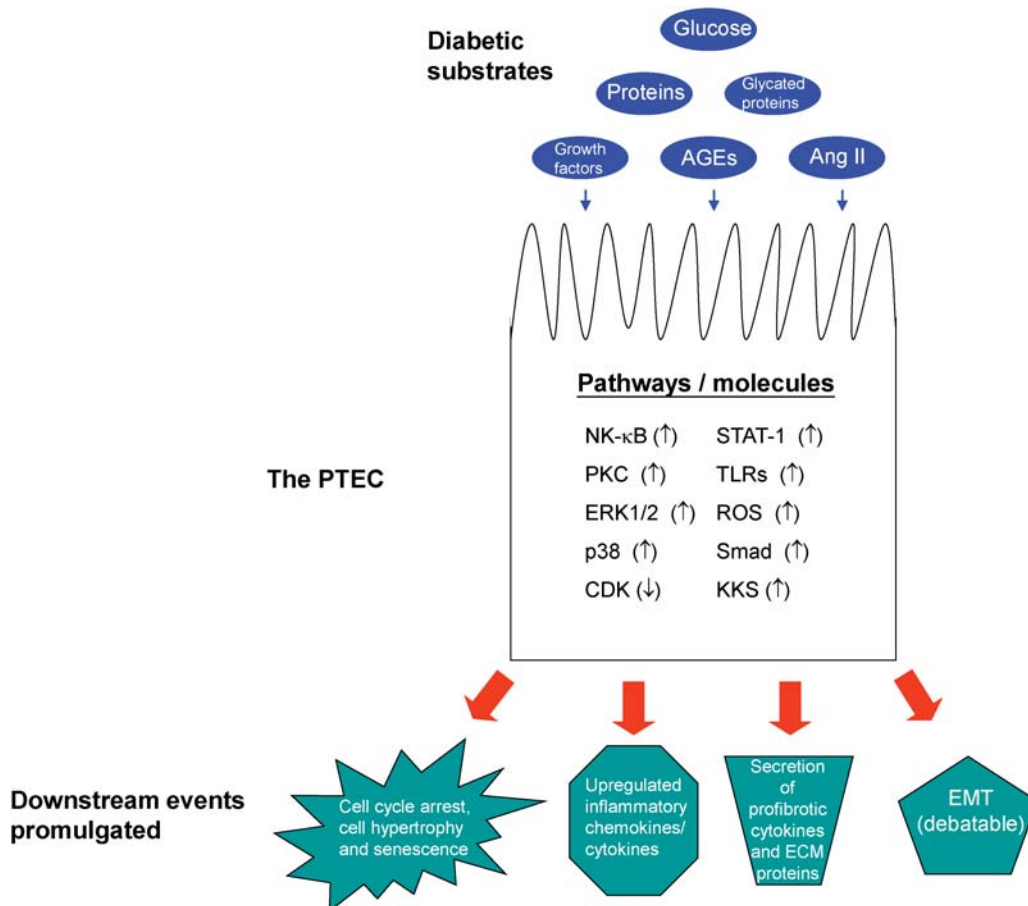 Diabetic
substrates
Glucose
Proteins
Glycated
proteins
Growth
factors
AGEs
Ang II
The PTEC
Pathways / molecules
NK-κB (↑) STAT-1 (↑)
PKC (↑) TLRs (↑)
ERK1/2 (↑) ROS (↑)
p38 (↑) Smad (↑)
CDK (↓) KKS (↑)
Downstream events
promulgated
Cell cycle arrest,
cell hypertrophy
and senescence
Upregulated
inflammatory
chemokines/
cytokines
Secretion
of
profibrotic
cytokines
and ECM
proteins
EMT
(debatable)